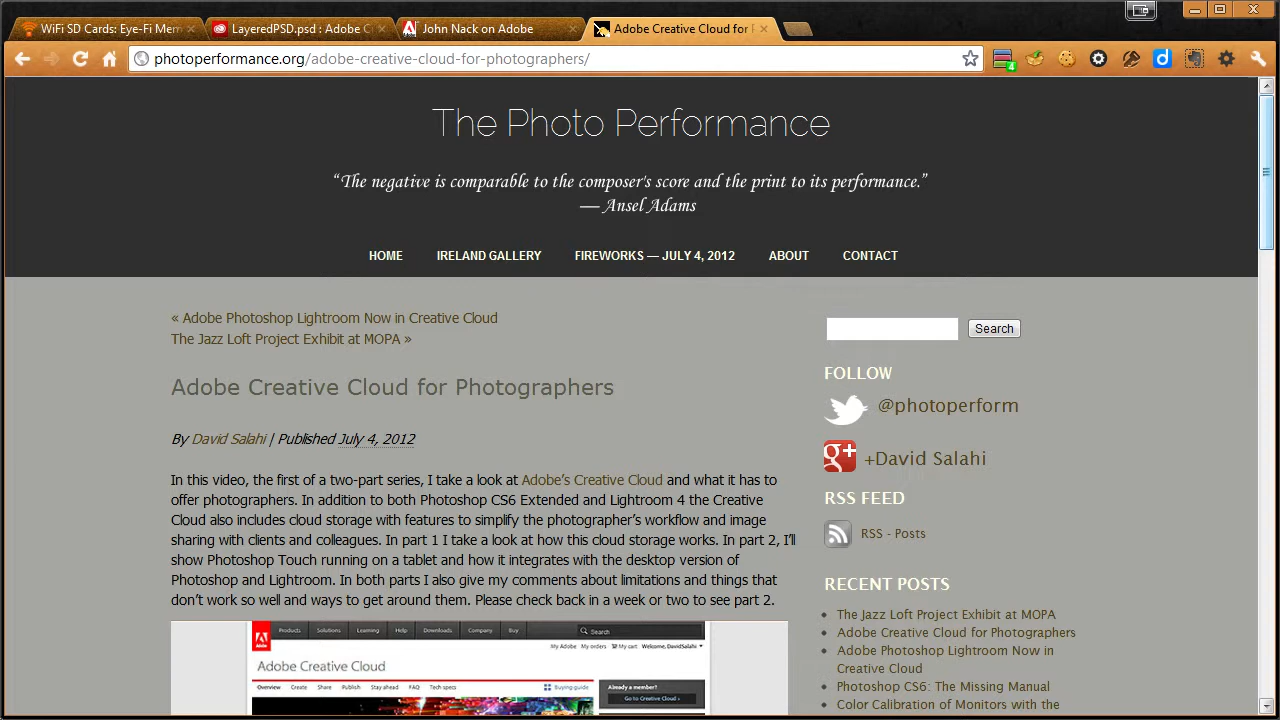 WiFi SD Cards: Eye-Fi Mem
LayeredPSD.psd : Adobe C
John Nack on Adobe
Adobe Creative Cloud for P
photoperformance.org/adobe-creative-cloud-for-photographers/
4
The Photo Performance
“The negative is comparable to the composer's score and the print to its performance.”
— Ansel Adams
HOME IRELAND GALLERY FIREWORKS — JULY 4, 2012 ABOUT CONTACT
« Adobe Photoshop Lightroom Now in Creative Cloud
The Jazz Loft Project Exhibit at MOPA »
Adobe Creative Cloud for Photographers
By David Salahi | Published July 4, 2012
In this video, the first of a two-part series, I take a look at Adobe’s Creative Cloud and what it has to
offer photographers. In addition to both Photoshop CS6 Extended and Lightroom 4 the Creative
Cloud also includes cloud storage with features to simplify the photographer’s workflow and image
sharing with clients and colleagues. In part 1 I take a look at how this cloud storage works. In part 2, I’ll
show Photoshop Touch running on a tablet and how it integrates with the desktop version of
Photoshop and Lightroom. In both parts I also give my comments about limitations and things that
don’t work so well and ways to get around them. Please check back in a week or two to see part 2.
Products Solutions Learning Help Downloads Company Buy Search
My Adobe My orders My cart Welcome, DavidSalahi
Adobe
Adobe Creative Cloud
Overview Create Share Publish Stay ahead FAQ Tech specs Buying guide
Already a member?
Go to Creative Cloud
Search
FOLLOW
@photoperform
g+ +David Salahi
RSS FEED
RSS - Posts
RECENT POSTS
The Jazz Loft Project Exhibit at MOPA
Adobe Creative Cloud for Photographers
Adobe Photoshop Lightroom Now in
Creative Cloud
Photoshop CS6: The Missing Manual
Color Calibration of Monitors with the